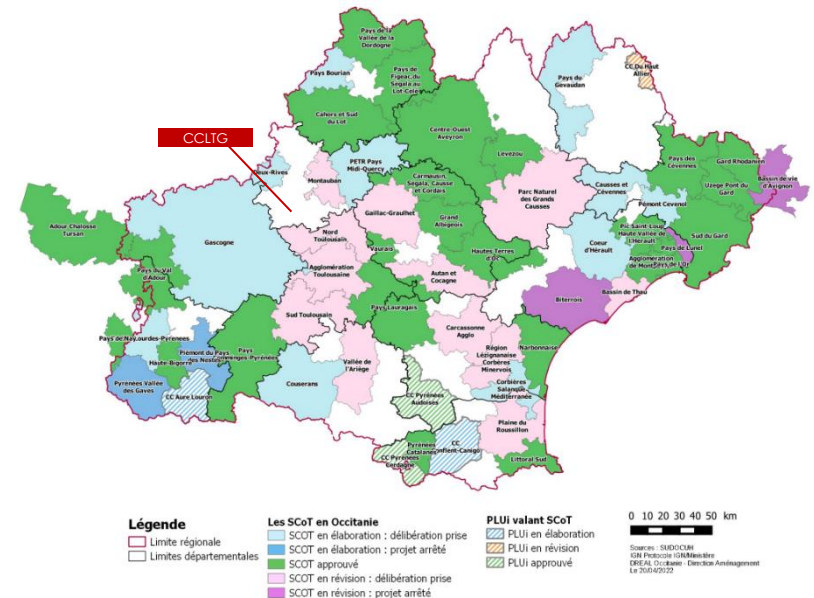 Pays de la
Vallée de la
Dordogne
Pays Bourian
Pays de
Figeac, du
Ségala au
Lot-Célé
Cahors et Sud
du Lot
Pays du
Gévaudan
CC Du Haut
Allier
CCLTG
Deux-Rives
Montauban
PETR Pays
Midi-Quercy
Centre-Ouest
Aveyron
Lévezou
Parc Naturel
des Grands
Causses
Carmausin,
Ségala, Causse
et Cordais
Gaillac-Graulhet
Grand
Albigeois
Vaurais
Hautes Terres
d'Oc
Autan et
Cocagne
Pays des
Cévennes
Gard Rhodanien
Uzège Pont du
Gard
Bassin de vie
d'Avignon
Causses et
Cévennes
Piémont Cévenol
Pic Saint-Loup
Haute Vallée de
l'Hérault
Pays de Lunel
Sud du Gard
Coeur
d'Hérault
Agglomération
Pays de l'Or
Biterrois
Bassin de Thau
Adour Chalosse
Tursan
Gascogne
Pays du Val
d'Adour
Nord
Toulousain
Agglomération
Toulousaine
Sud Toulousain
Pays Lauragais
Carcassonne
Agglo
Région
Lézignanaise
Corbières
Minervois
Narbonnaise
Pays de Nay
Lourdes-Pyrenees
Haute-Bigorre
Piémont du Pays
des Nestes
Pays
Pyrénées Vallée
des Gaves
CC Aure Louron
Couserans
Vallée de
l'Ariège
Corbières
Salanque
Méditerranée
CC Pyrénées
Audoises
Plaine du
Roussillon
Pyrénées
Catalanes
CC
CC Pyrénées
Cerdagne
Littoral Sud
Légende
Limite régionale
Limites départementales
Les SCoT en Occitanie
SCOT en élaboration : délibération prise
SCOT en élaboration : projet arrêté
SCOT approuvé
SCOT en révision : délibération prise
SCOT en révision : projet arrêté
PLUi valant SCoT
PLUi en élaboration
PLUi en révision
PLUi approuvé
0 10 20 30 40 50 km
Sources : SUDOCUH
IGN Protocole IGN/Ministère
DREAL Occitanie - Direction Aménagement
Le 20/04/2022